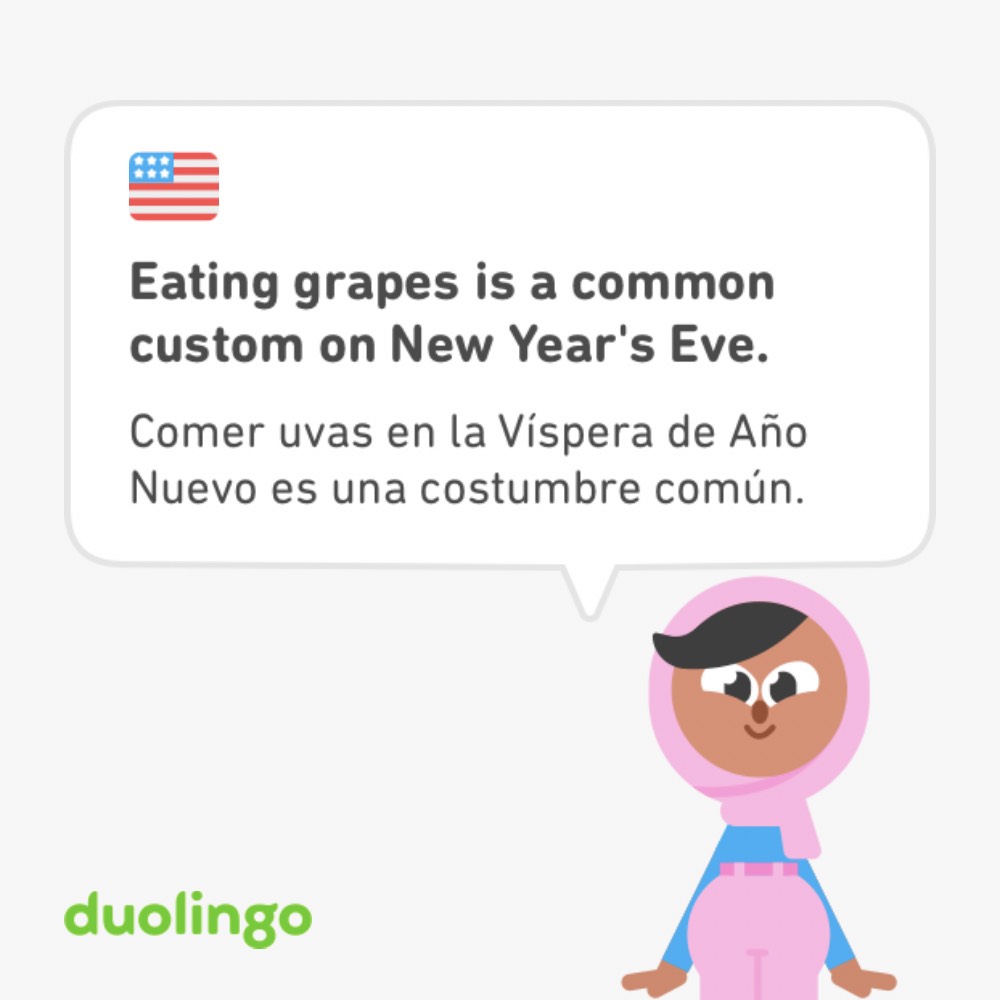 Eating grapes is a common
custom on New Year's Eve.
Comer uvas en la Víspera de Año
Nuevo es una costumbre común.
duolingo